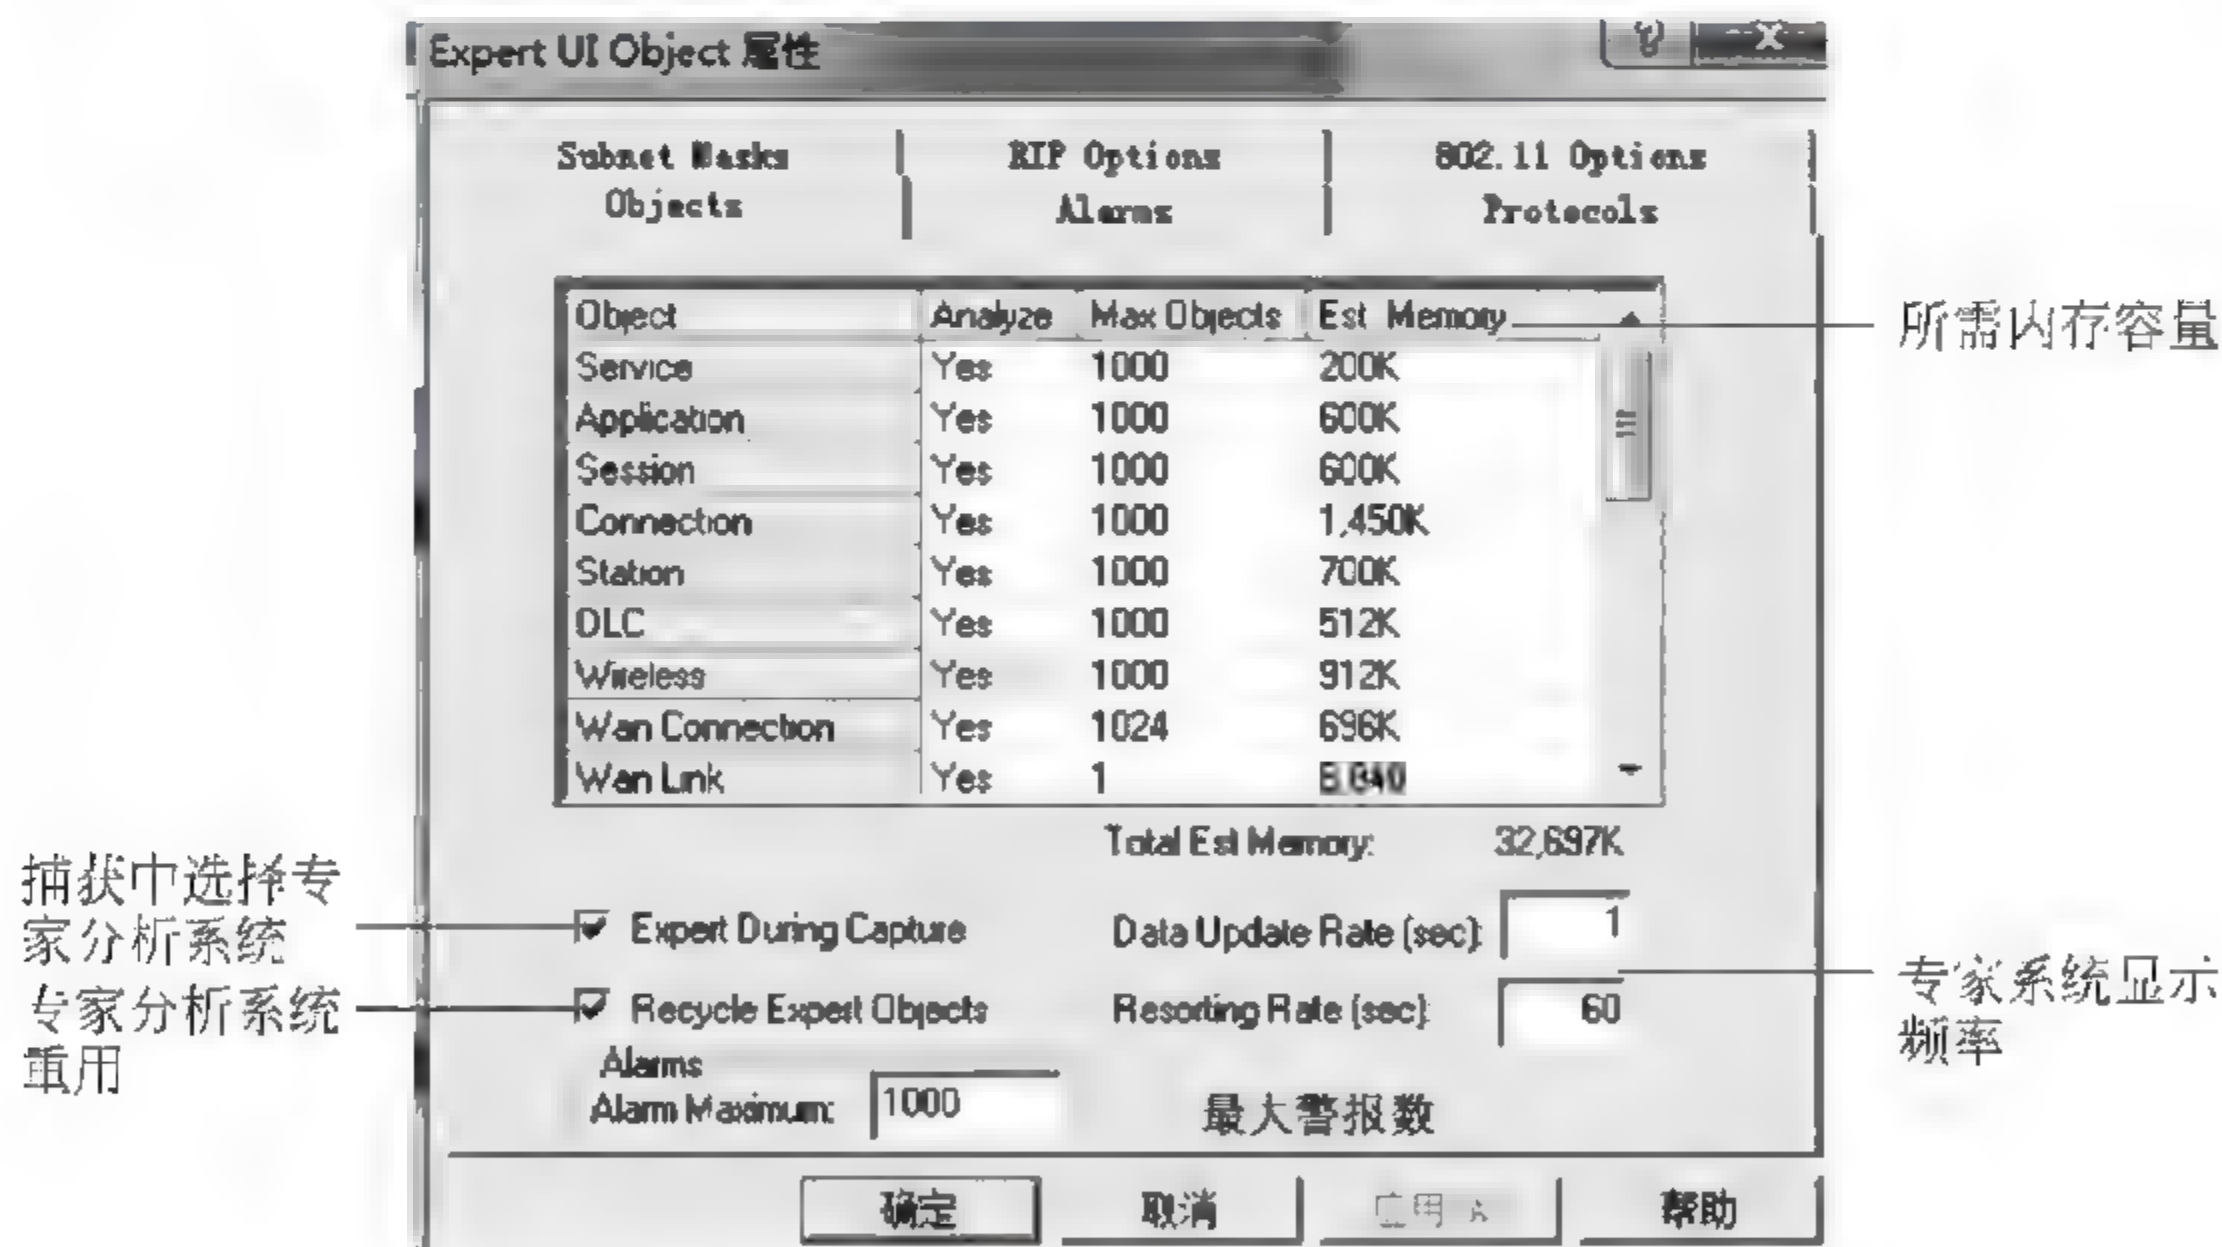 Expert UI Object 属性
Subnet Masks RIP Options 802.11 Options
Objects Alarms Protocols
Object Analyze Max Objects Est Memory
所需内存容量
Service Yes 1000 200K
Application Yes 1000 600K
Session Yes 1000 600K
Connection Yes 1000 1,450K
Station Yes 1000 700K
DLC Yes 1000 512K
Wireless Yes 1000 912K
Wan Connection Yes 1024 696K
Wan Link Yes 1
Total Est Memory: 32,697K
捕获中选择专
家分析系统
Expert During Capture Data Update Rate (sec): 1
专家分析系统
重用
Recycle Expert Objects Resorting Rate (sec): 60
专家系统显示
频率
Alarms
Alarm Maximum: 1000 最大警报数
确定 取消 应用 A 帮助